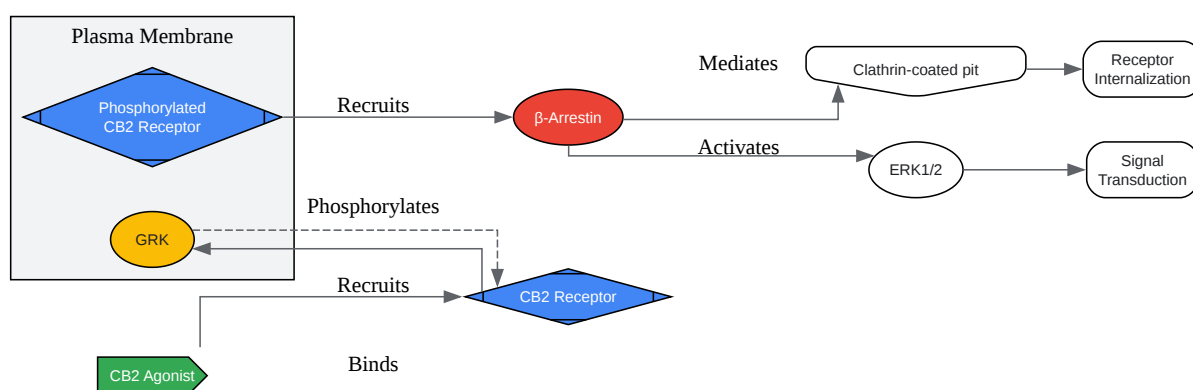 Plasma Membrane
Phosphorylated
CB2 Receptor
Recruits
β-Arrestin
Mediates
Clathrin-coated pit
Receptor
Internalization
Activates
ERK1/2
Signal
Transduction
Phosphorylates
GRK
Recruits
CB2 Receptor
Binds
CB2 Agonist